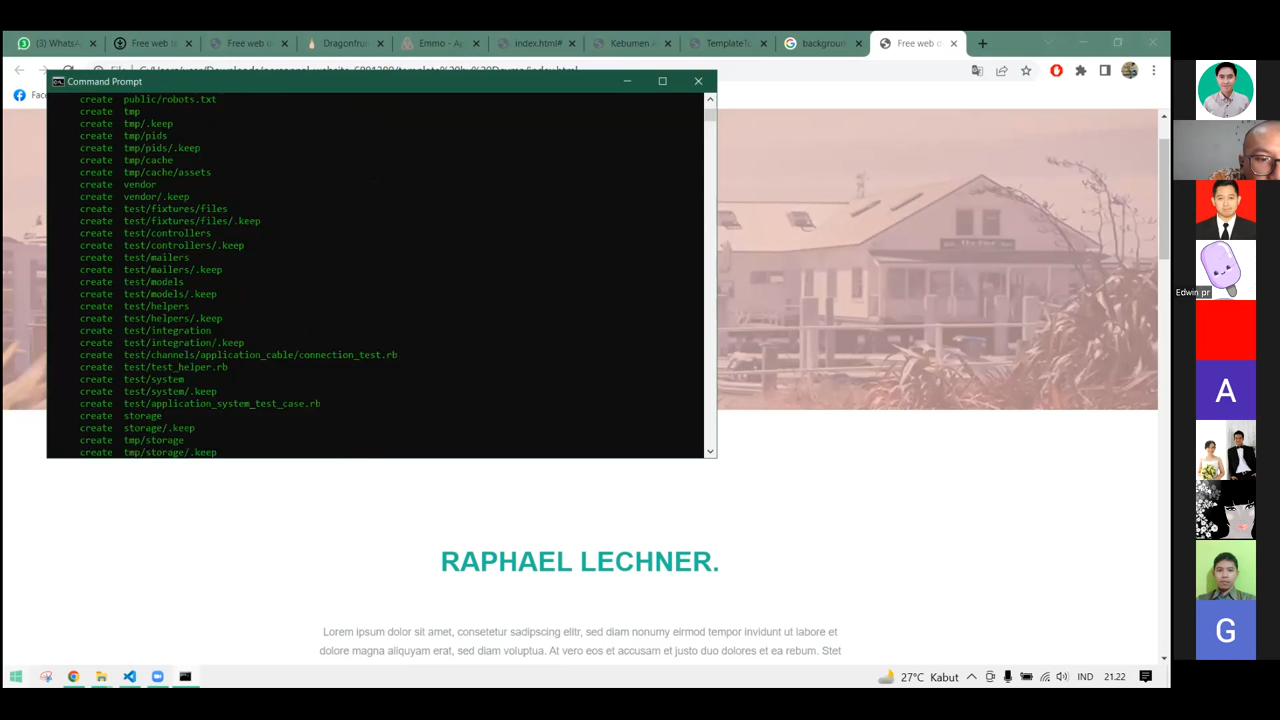 (3) WhatsA
Free web te
Free web d
Dragonfrui
Emmo - Ap
index.html#
Kebumen A
TemplateTo
backgroun
Free web d
Command Prompt
Face
create public/robots.txt
create tmp
create tmp/.keep
create tmp/pids
create tmp/pids/.keep
create tmp/cache
create tmp/cache/assets
create vendor
create vendor/.keep
create test/fixtures/files
create test/fixtures/files/.keep
create test/controllers
create test/controllers/.keep
create test/mailers
create test/mailers/.keep
create test/models
create test/models/.keep
create test/helpers
create test/helpers/.keep
create test/integration
create test/integration/.keep
create test/channels/application_cable/connection_test.rb
create test/test_helper.rb
create test/system
create test/system/.keep
create test/application_system_test_case.rb
create storage
create storage/.keep
create tmp/storage
create tmp/storage/.keep
RAPHAEL LECHNER.
Lorem ipsum dolor sit amet, consetetur sadipscing elitr, sed diam nonumy eirmod tempor invidunt ut labore et
dolore magna aliquyam erat, sed diam voluptua. At vero eos et accusam et justo duo dolores et ea rebum. Stet
Edwin pr
A
G
27°C Kabut
IND
21.22